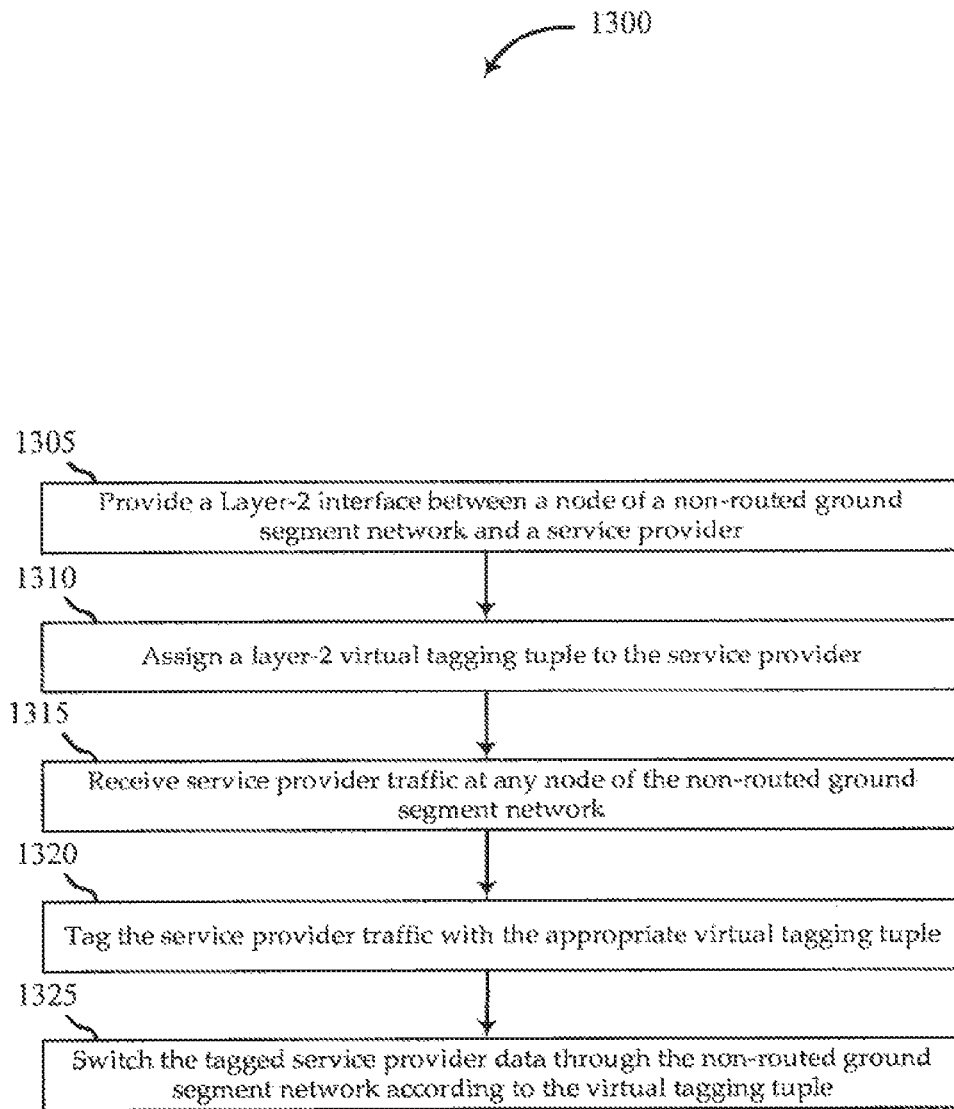 1300
1305
Provide a Layer-2 interface between a node of a non-routed ground
segment network and a service provider
1310
Assign a layer-2 virtual tagging tuple to the service provider
1315
Receive service provider traffic at any node of the non-routed ground
segment network
1320
Tag the service provider traffic with the appropriate virtual tagging tuple
1325
Switch the tagged service provider data through the non-routed ground
segment network according to the virtual tagging tuple